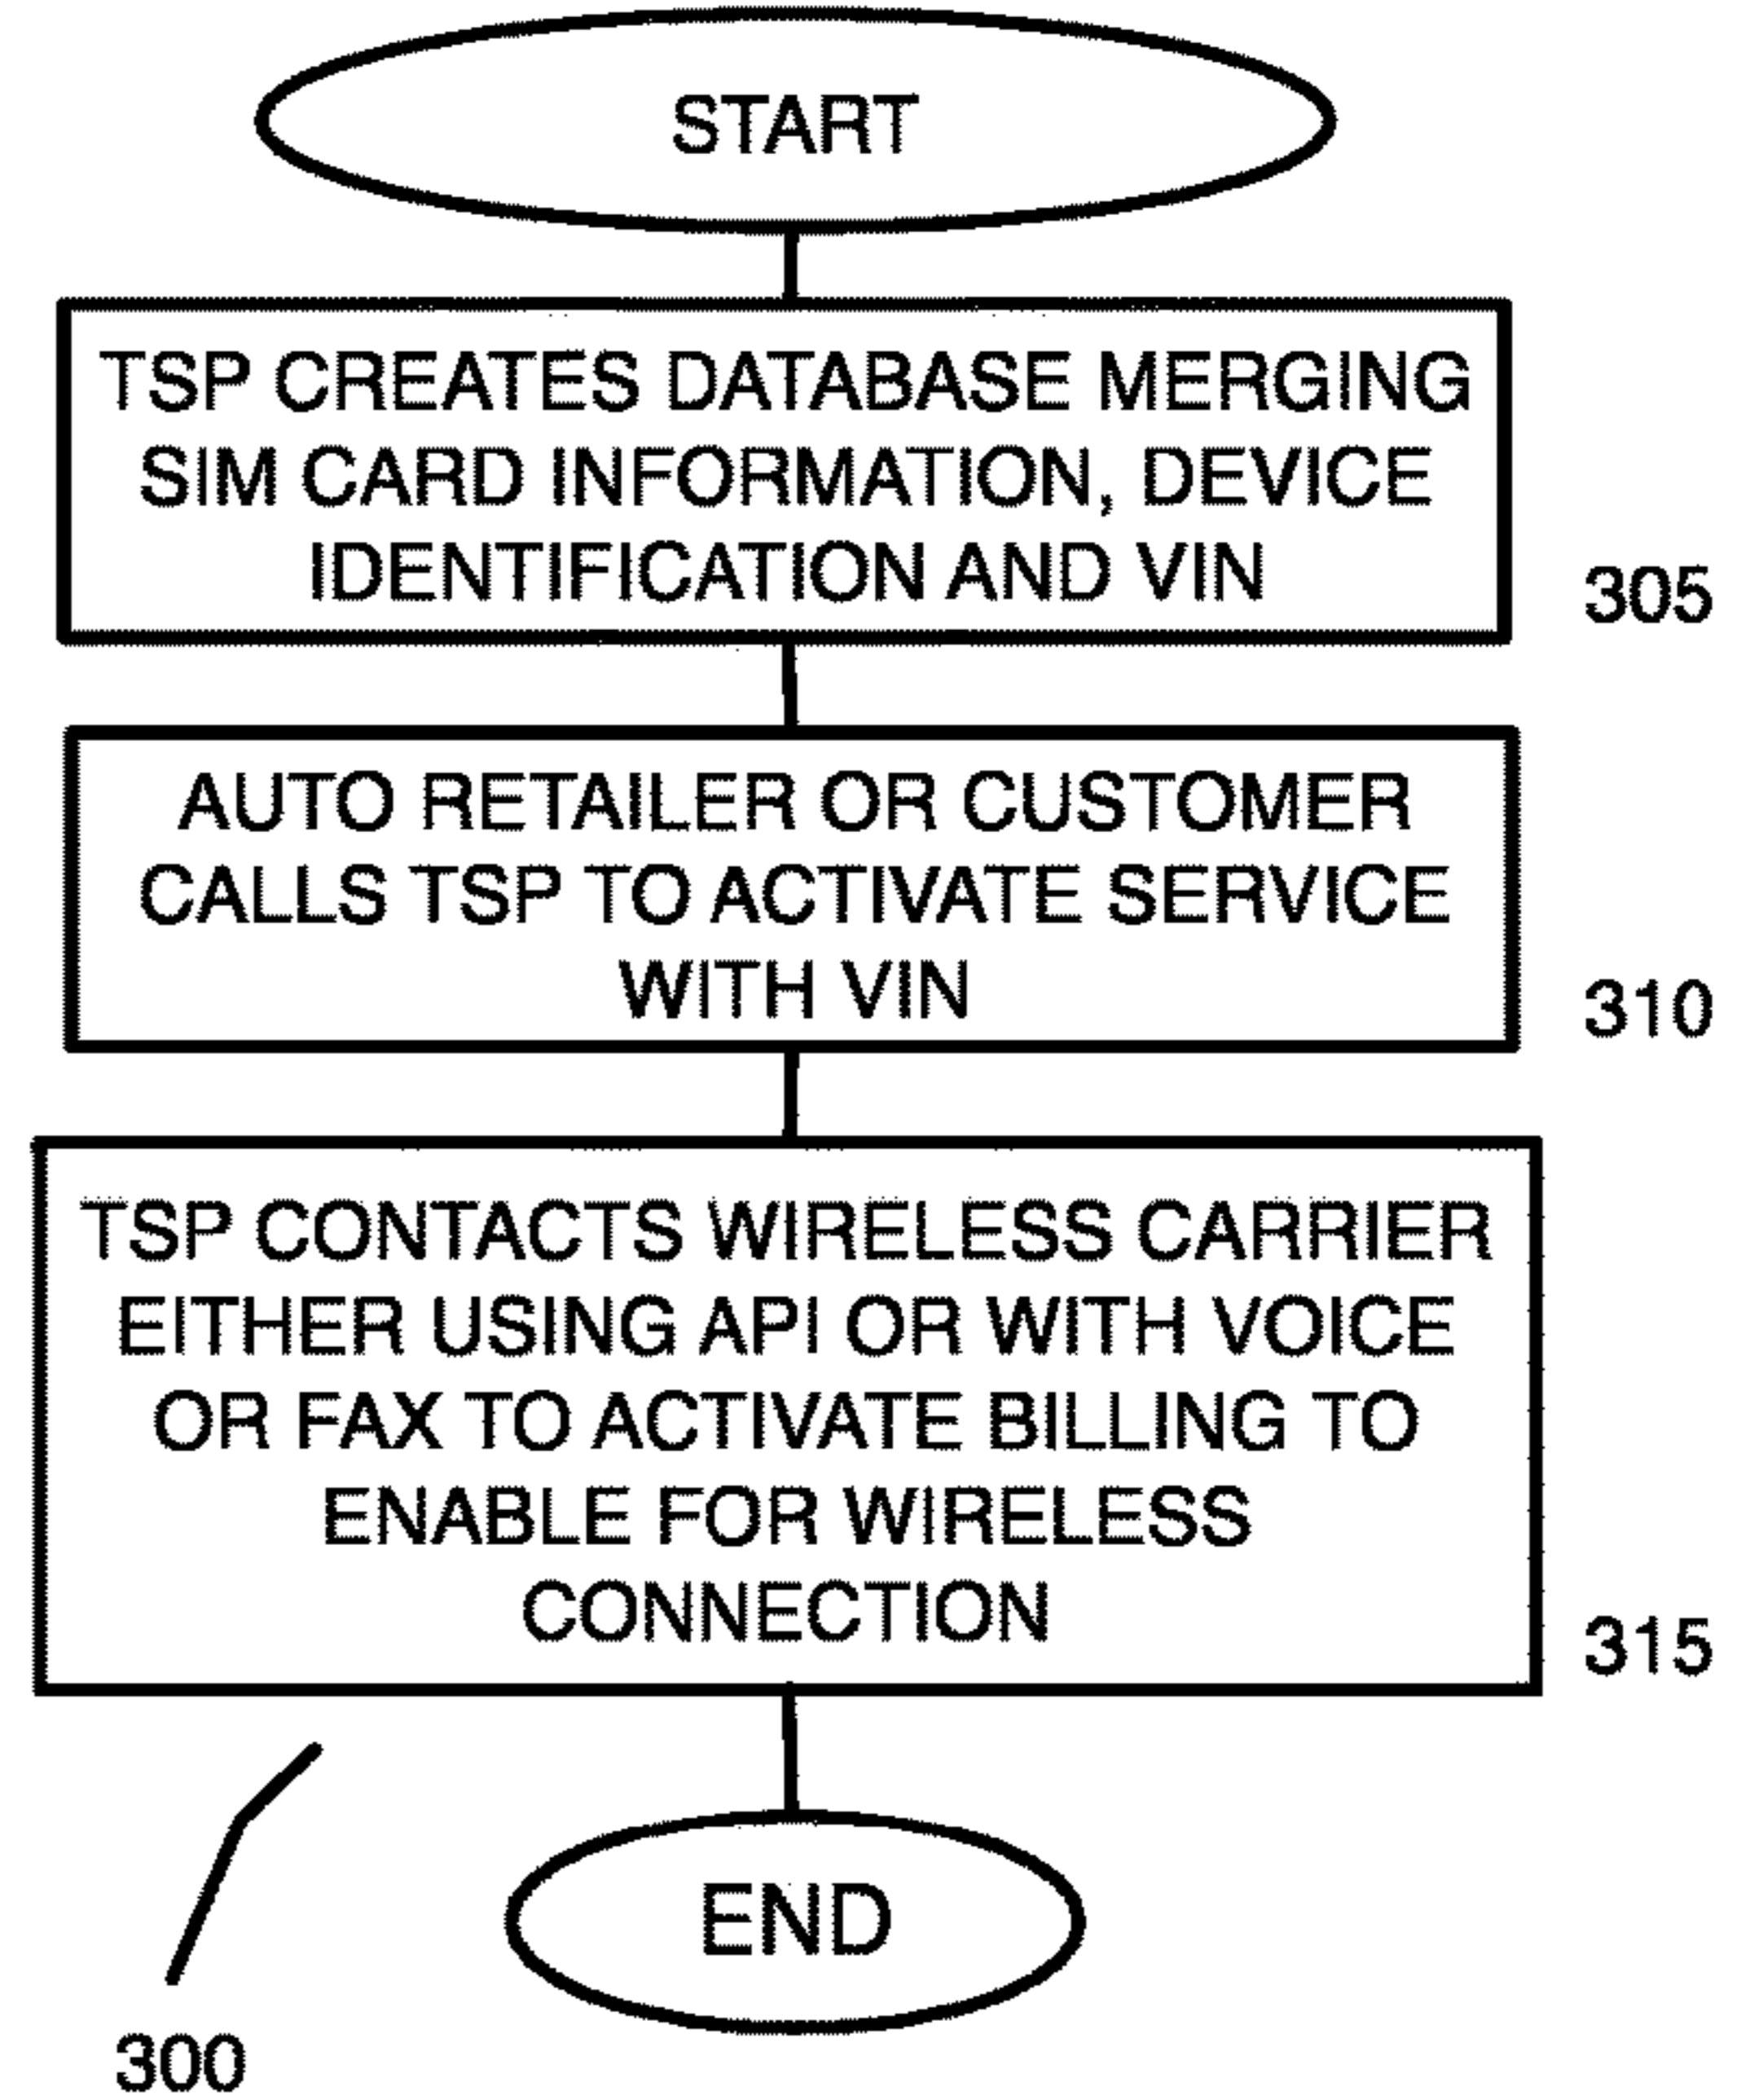 START
TSP CREATES DATABASE MERGING
SIM CARD INFORMATION, DEVICE
IDENTIFICATION AND VIN
305
AUTO RETAILER OR CUSTOMER
CALLS TSP TO ACTIVATE SERVICE
WITH VIN
310
TSP CONTACTS WIRELESS CARRIER
EITHER USING API OR WITH VOICE
OR FAX TO ACTIVATE BILLING TO
ENABLE FOR WIRELESS
CONNECTION
315
END
300